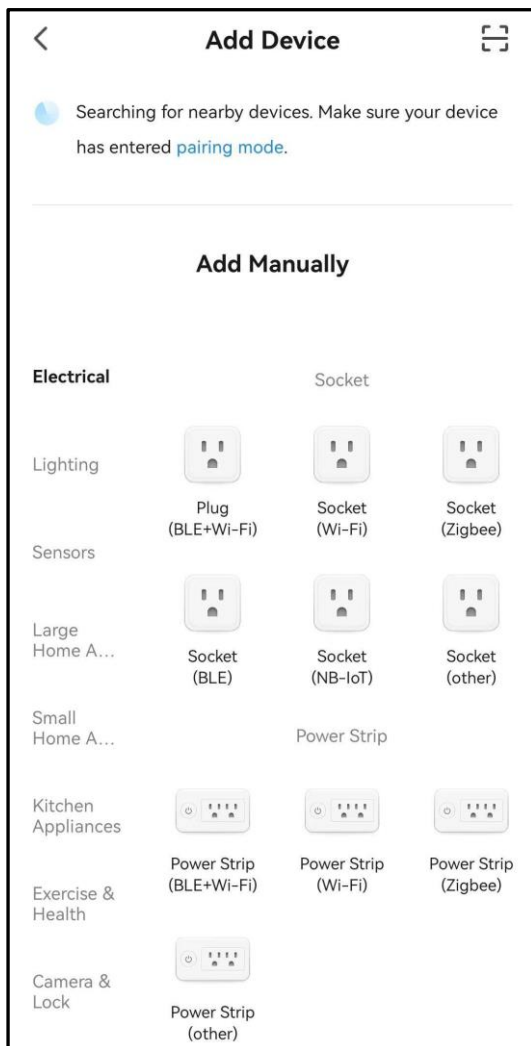 Add Device
Searching for nearby devices. Make sure your device
has entered pairing mode.
Add Manually
Electrical
Lighting
Sensors
Large
Home A...
Small
Home A...
Kitchen
Appliances
Exercise &
Health
Camera &
Lock
Socket
Plug
(BLE+Wi-Fi)
Socket
(Wi-Fi)
Socket
(Zigbee)
Socket
(BLE)
Socket
(NB-IoT)
Socket
(other)
Power Strip
Power Strip
(BLE+Wi-Fi)
Power Strip
(Wi-Fi)
Power Strip
(Zigbee)
Power Strip
(other)